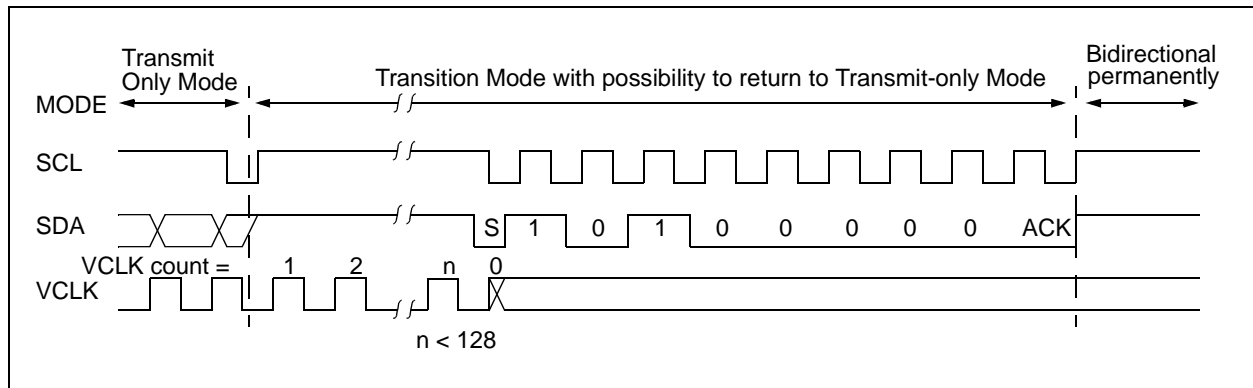 Transmit
Only Mode
Transition Mode with possibility to return to Transmit-only Mode
Bidirectional
permanently
MODE
SCL
SDA
S 1 0 1 0 0 0 0 0 ACK
VCLK count = 1 2 n 0
VCLK
n < 128